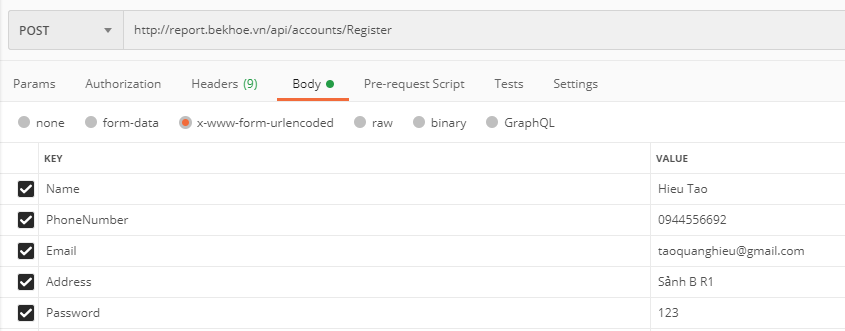 POST http://report.bekhoe.vn/api/accounts/Register
Params Authorization Headers (9) Body Pre-request Script Tests Settings
none form-data x-www-form-urlencoded raw binary GraphQL
KEY VALUE
Name Hieu Tao
PhoneNumber 0944556692
Email taoquanghieu@gmail.com
Address Sảnh B R1
Password 123